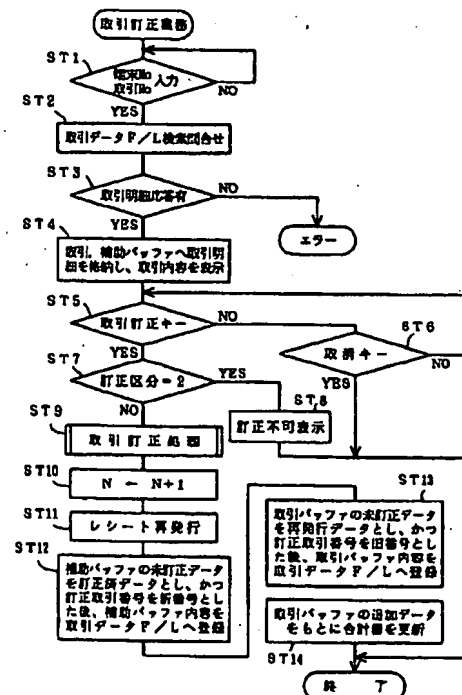 取引訂正業務
ST1
端末No
取引No 入力
NO
YES
ST2
取引データF/L検索問合せ
ST3
取引明細応答有
NO
YES
エラー
ST4
取引,補助バッファへ取引明
細を格納し、取引内容を表示
ST5
取引訂正キー
NO
ST6
取消キー
NO
YES
YES
ST7
訂正区分=2
YES
NO
ST8
訂正不可表示
ST9
取引訂正処理
ST10
N ← N+1
ST11
レシート再発行
ST12
補助バッファの未訂正データ
を訂正済データとし、かつ
訂正取引番号を新番号とし
た後、補助バッファ内容を
取引データF/Lへ登録
ST13
取引バッファの未訂正データ
を再発行データとし、かつ
訂正取引番号を旧番号とし
た後、取引バッファ内容を
取引データF/Lへ登録
取引バッファの追加データ
をもとに合計器を更新
ST14
終 了